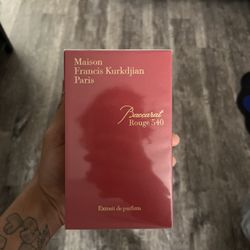 Maison
Francis Kurkdjian
Paris
Baccarat
Rouge 540
Extrait de parfum